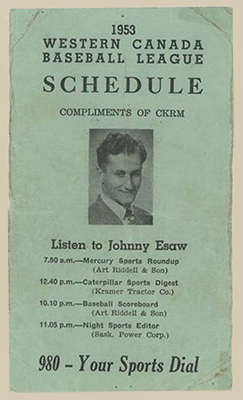 1953
WESTERN CANADA
BASEBALL LEAGUE
SCHEDULE
COMPLIMENTS OF CKRM
Listen to Johnny Esaw
7.50 a.m.—Mercury Sports Roundup
(Art Riddell & Son)
12.40 p.m.—Caterpillar Sports Digest
(Kramer Tractor Co.)
10.10 p.m.—Baseball Scoreboard
(Art Riddell & Son)
11.05 p.m.—Night Sports Editor
(Sask. Power Corp.)
980 - Your Sports Dial